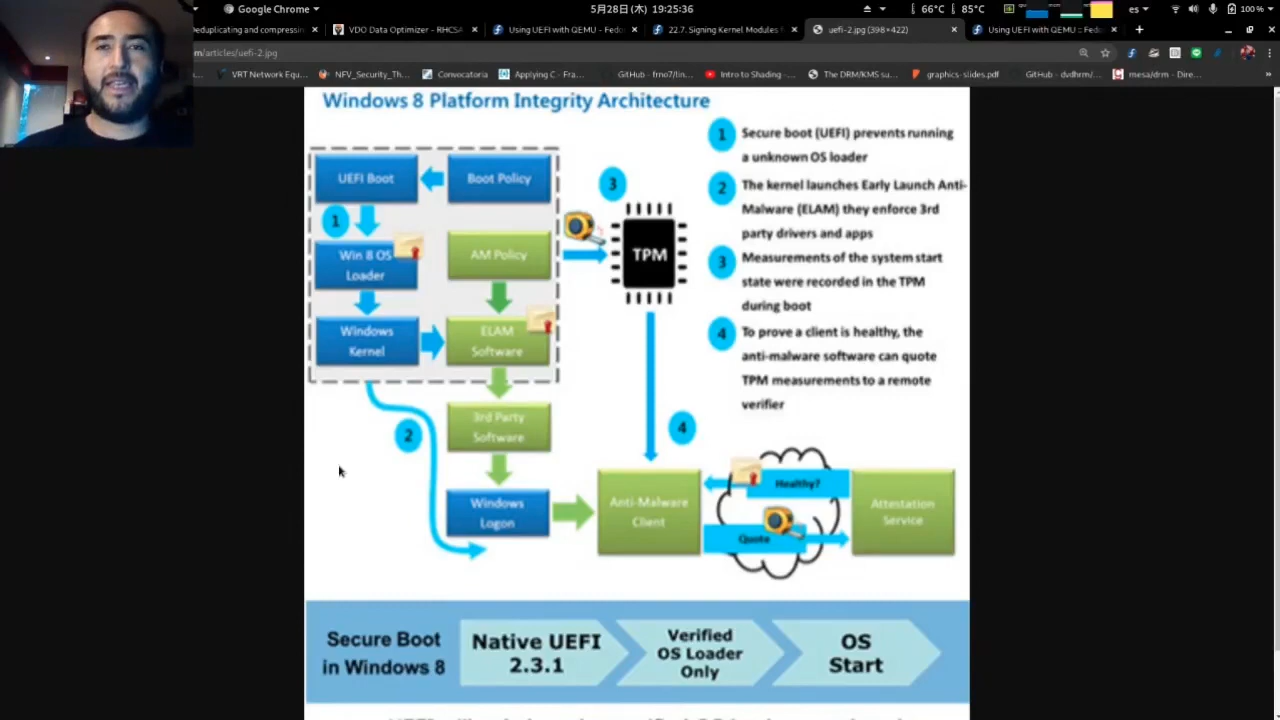 Google Chrome
5月28日(木) 19:25:36
66°C
85°C
es
100 %
deduplicating and compressin
VDO Data Optimizer - RHCSA
Using UEFI with QEMU - Fedo
22.7. Signing Kernel Modules f
uefi-2.jpg (398×422)
Using UEFI with QEMU :: Fedo
om/articles/uefi-2.jpg
VRT Network Equ...
NFV_Security_Th...
Convocatoria
Applying C - Fra...
GitHub - frno7/lin...
Intro to Shading -...
The DRM/KMS su...
graphics-slides.pdf
GitHub - dvdhrm/...
mesa/drm - Dire...
Windows 8 Platform Integrity Architecture
UEFI Boot
Boot Policy
1
Win 8 OS
Loader
AM Policy
Windows
Kernel
ELAM
Software
3
TPM
2
3rd Party
Software
4
Windows
Logon
Anti-Malware
Client
Healthy?
Quote
Attestation
Service
1
Secure boot (UEFI) prevents running
a unknown OS loader
2
The kernel launches Early Launch Anti-
Malware (ELAM) they enforce 3rd
party drivers and apps
3
Measurements of the system start
state were recorded in the TPM
during boot
4
To prove a client is healthy, the
anti-malware software can quote
TPM measurements to a remote
verifier
Secure Boot
in Windows 8
Native UEFI
2.3.1
Verified
OS Loader
Only
OS
Start